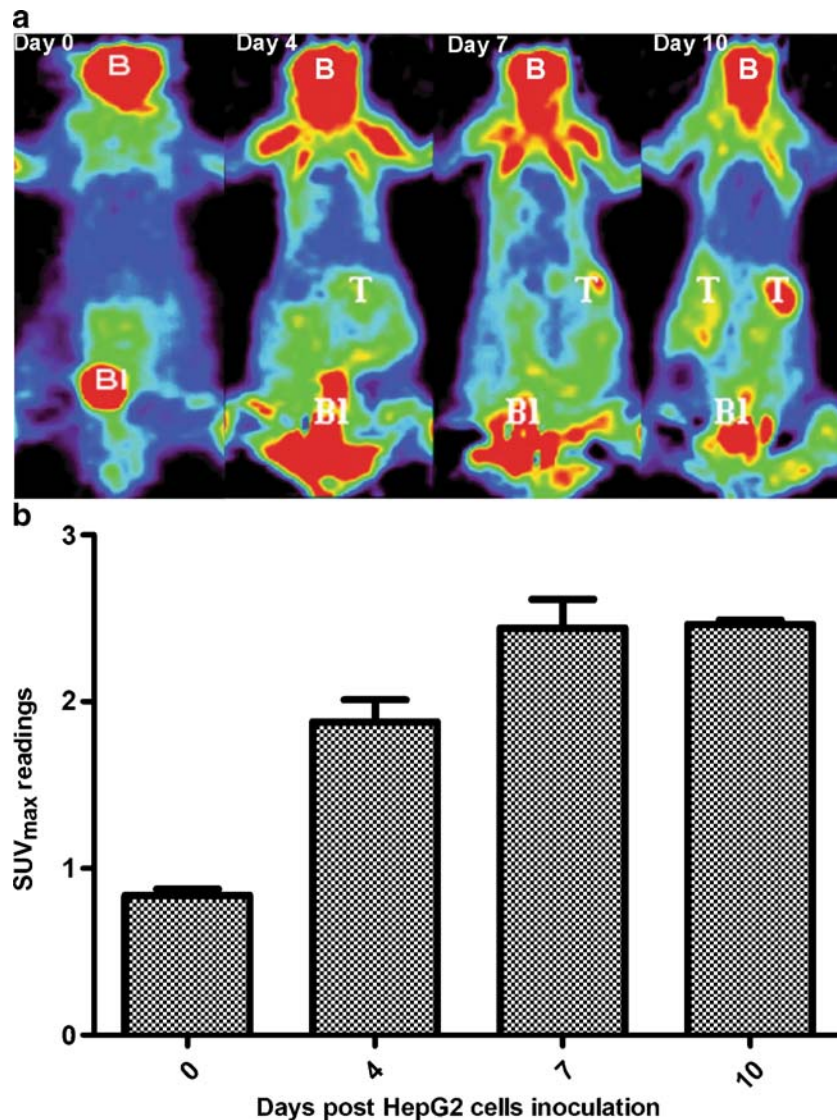 a
Day 0 Day 4 Day 7 Day 10
B B B B
T T T T
Bl Bl Bl Bl
b
3
2
1
0
SUVmax readings
0 4 7 10
Days post HepG2 cells inoculation